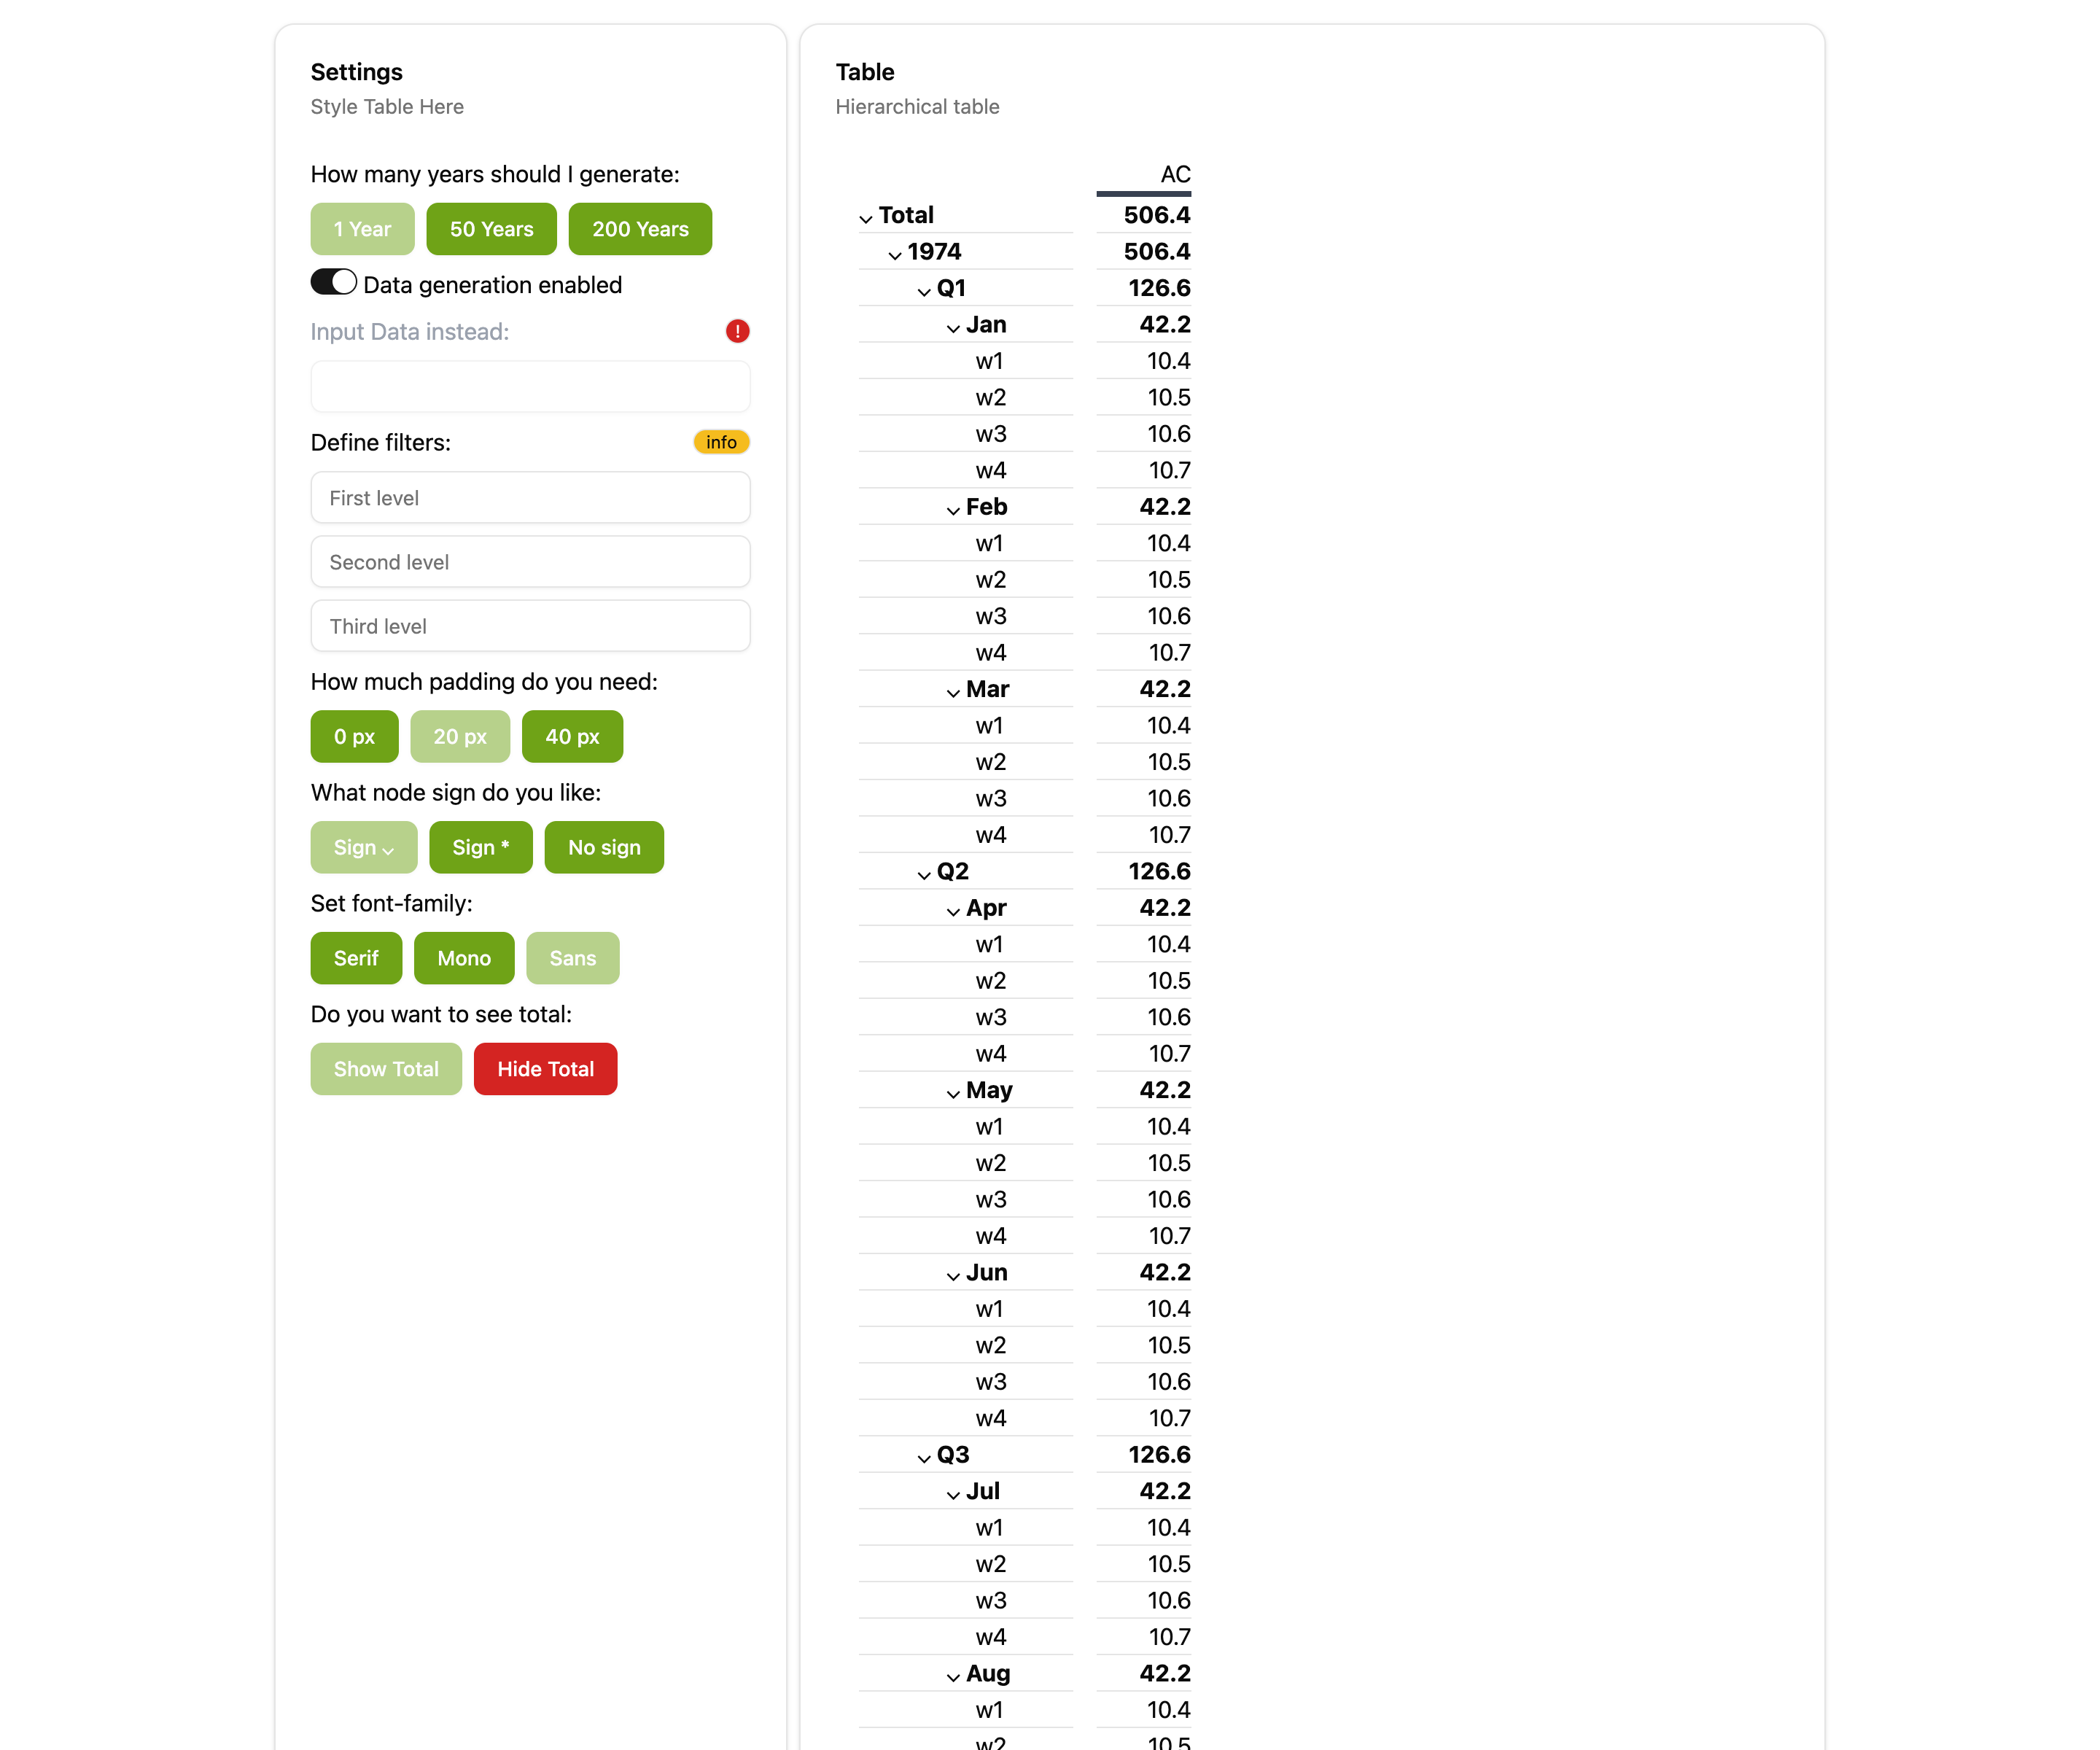 Settings
Style Table Here
How many years should I generate:
1 Year 50 Years 200 Years
Data generation enabled
Input Data instead: !
Define filters: info
First level
Second level
Third level
How much padding do you need:
0 px 20 px 40 px
What node sign do you like:
Sign Sign * No sign
Set font-family:
Serif Mono Sans
Do you want to see total:
Show Total Hide Total
Table
Hierarchical table
AC
Total 506.4
1974 506.4
Q1 126.6
Jan 42.2
w1 10.4
w2 10.5
w3 10.6
w4 10.7
Feb 42.2
w1 10.4
w2 10.5
w3 10.6
w4 10.7
Mar 42.2
w1 10.4
w2 10.5
w3 10.6
w4 10.7
Q2 126.6
Apr 42.2
w1 10.4
w2 10.5
w3 10.6
w4 10.7
May 42.2
w1 10.4
w2 10.5
w3 10.6
w4 10.7
Jun 42.2
w1 10.4
w2 10.5
w3 10.6
w4 10.7
Q3 126.6
Jul 42.2
w1 10.4
w2 10.5
w3 10.6
w4 10.7
Aug 42.2
w1 10.4
w2 10.5